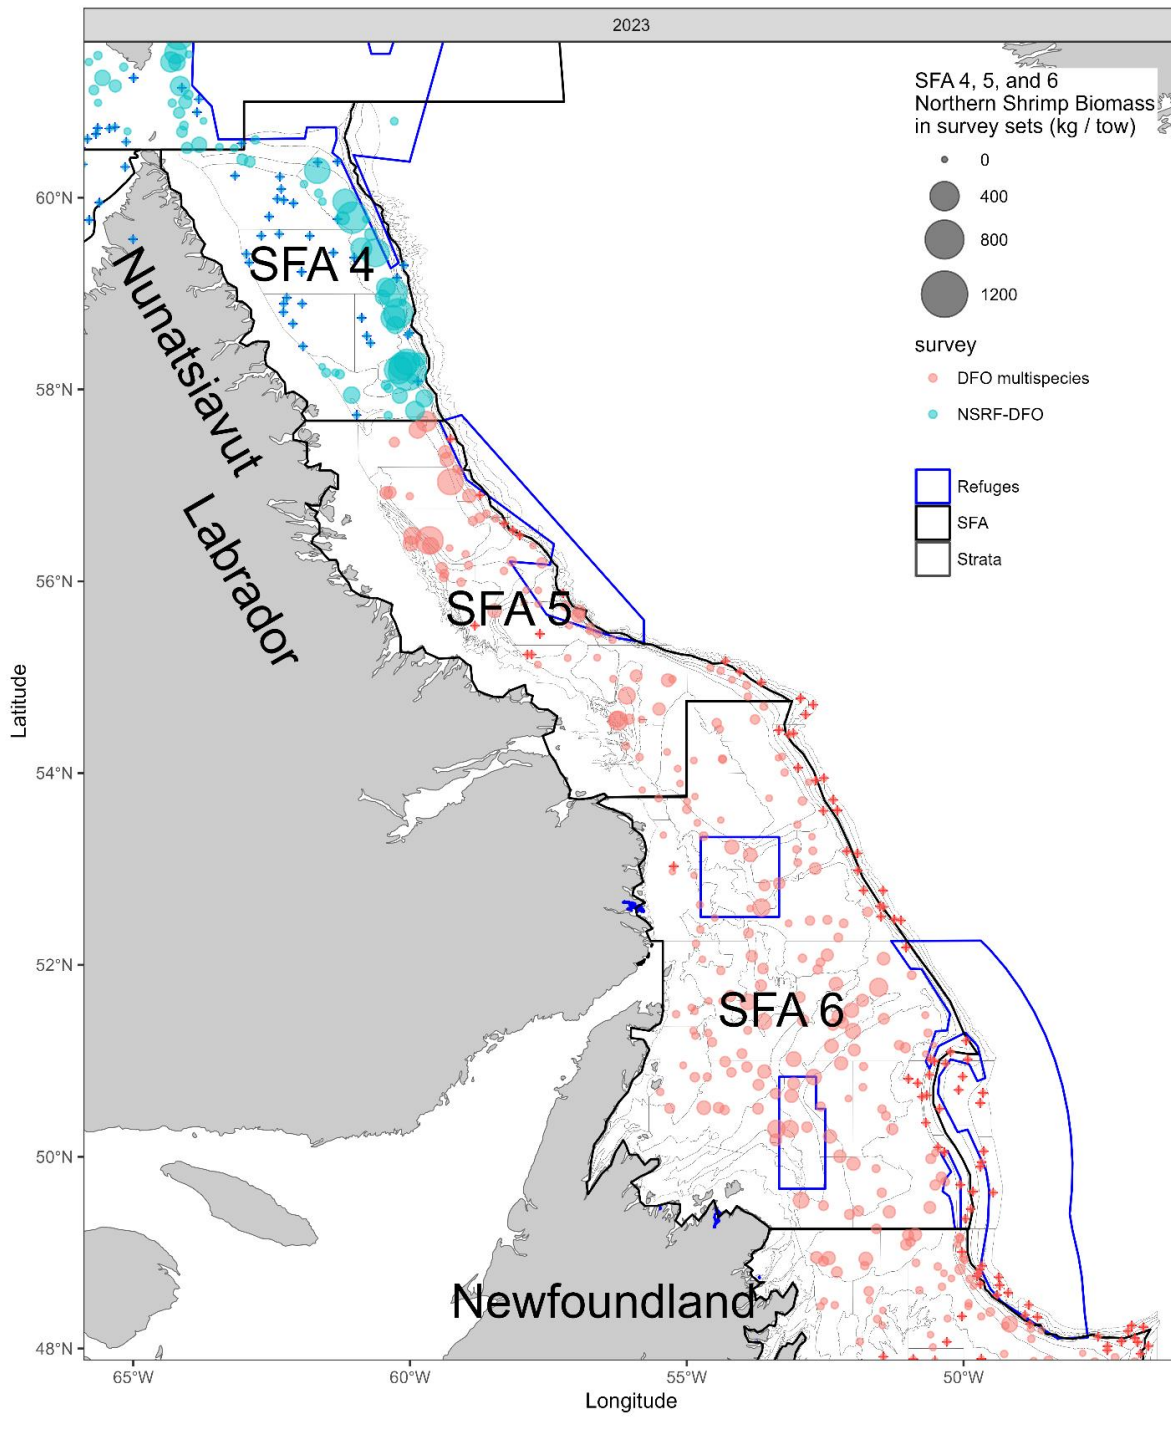 2023
SFA 4, 5, and 6
Northern Shrimp Biomass
in survey sets (kg / tow)
0
400
800
1200
survey
DFO multispecies
NSRF-DFO
Refuges
SFA
Strata
60°N
58°N
56°N
54°N
52°N
50°N
48°N
Latitude
SFA 4
Nunatsiavut
Labrador
SFA 5
SFA 6
Newfoundland
65°W
60°W
55°W
50°W
Longitude